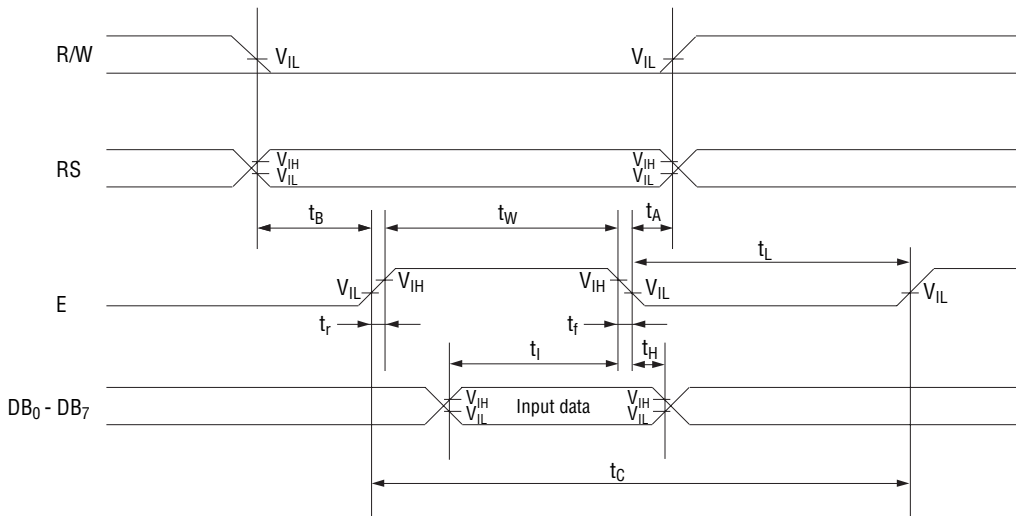 R/W V_IL V_IL
RS V_IH V_IH
V_IL V_IL
t_B t_W t_A
t_L
E V_IL V_IH V_IH V_IL V_IL
t_r t_f
t_I t_H
DB_0 - DB_7 V_IH Input data V_IH
V_IL V_IL
t_C